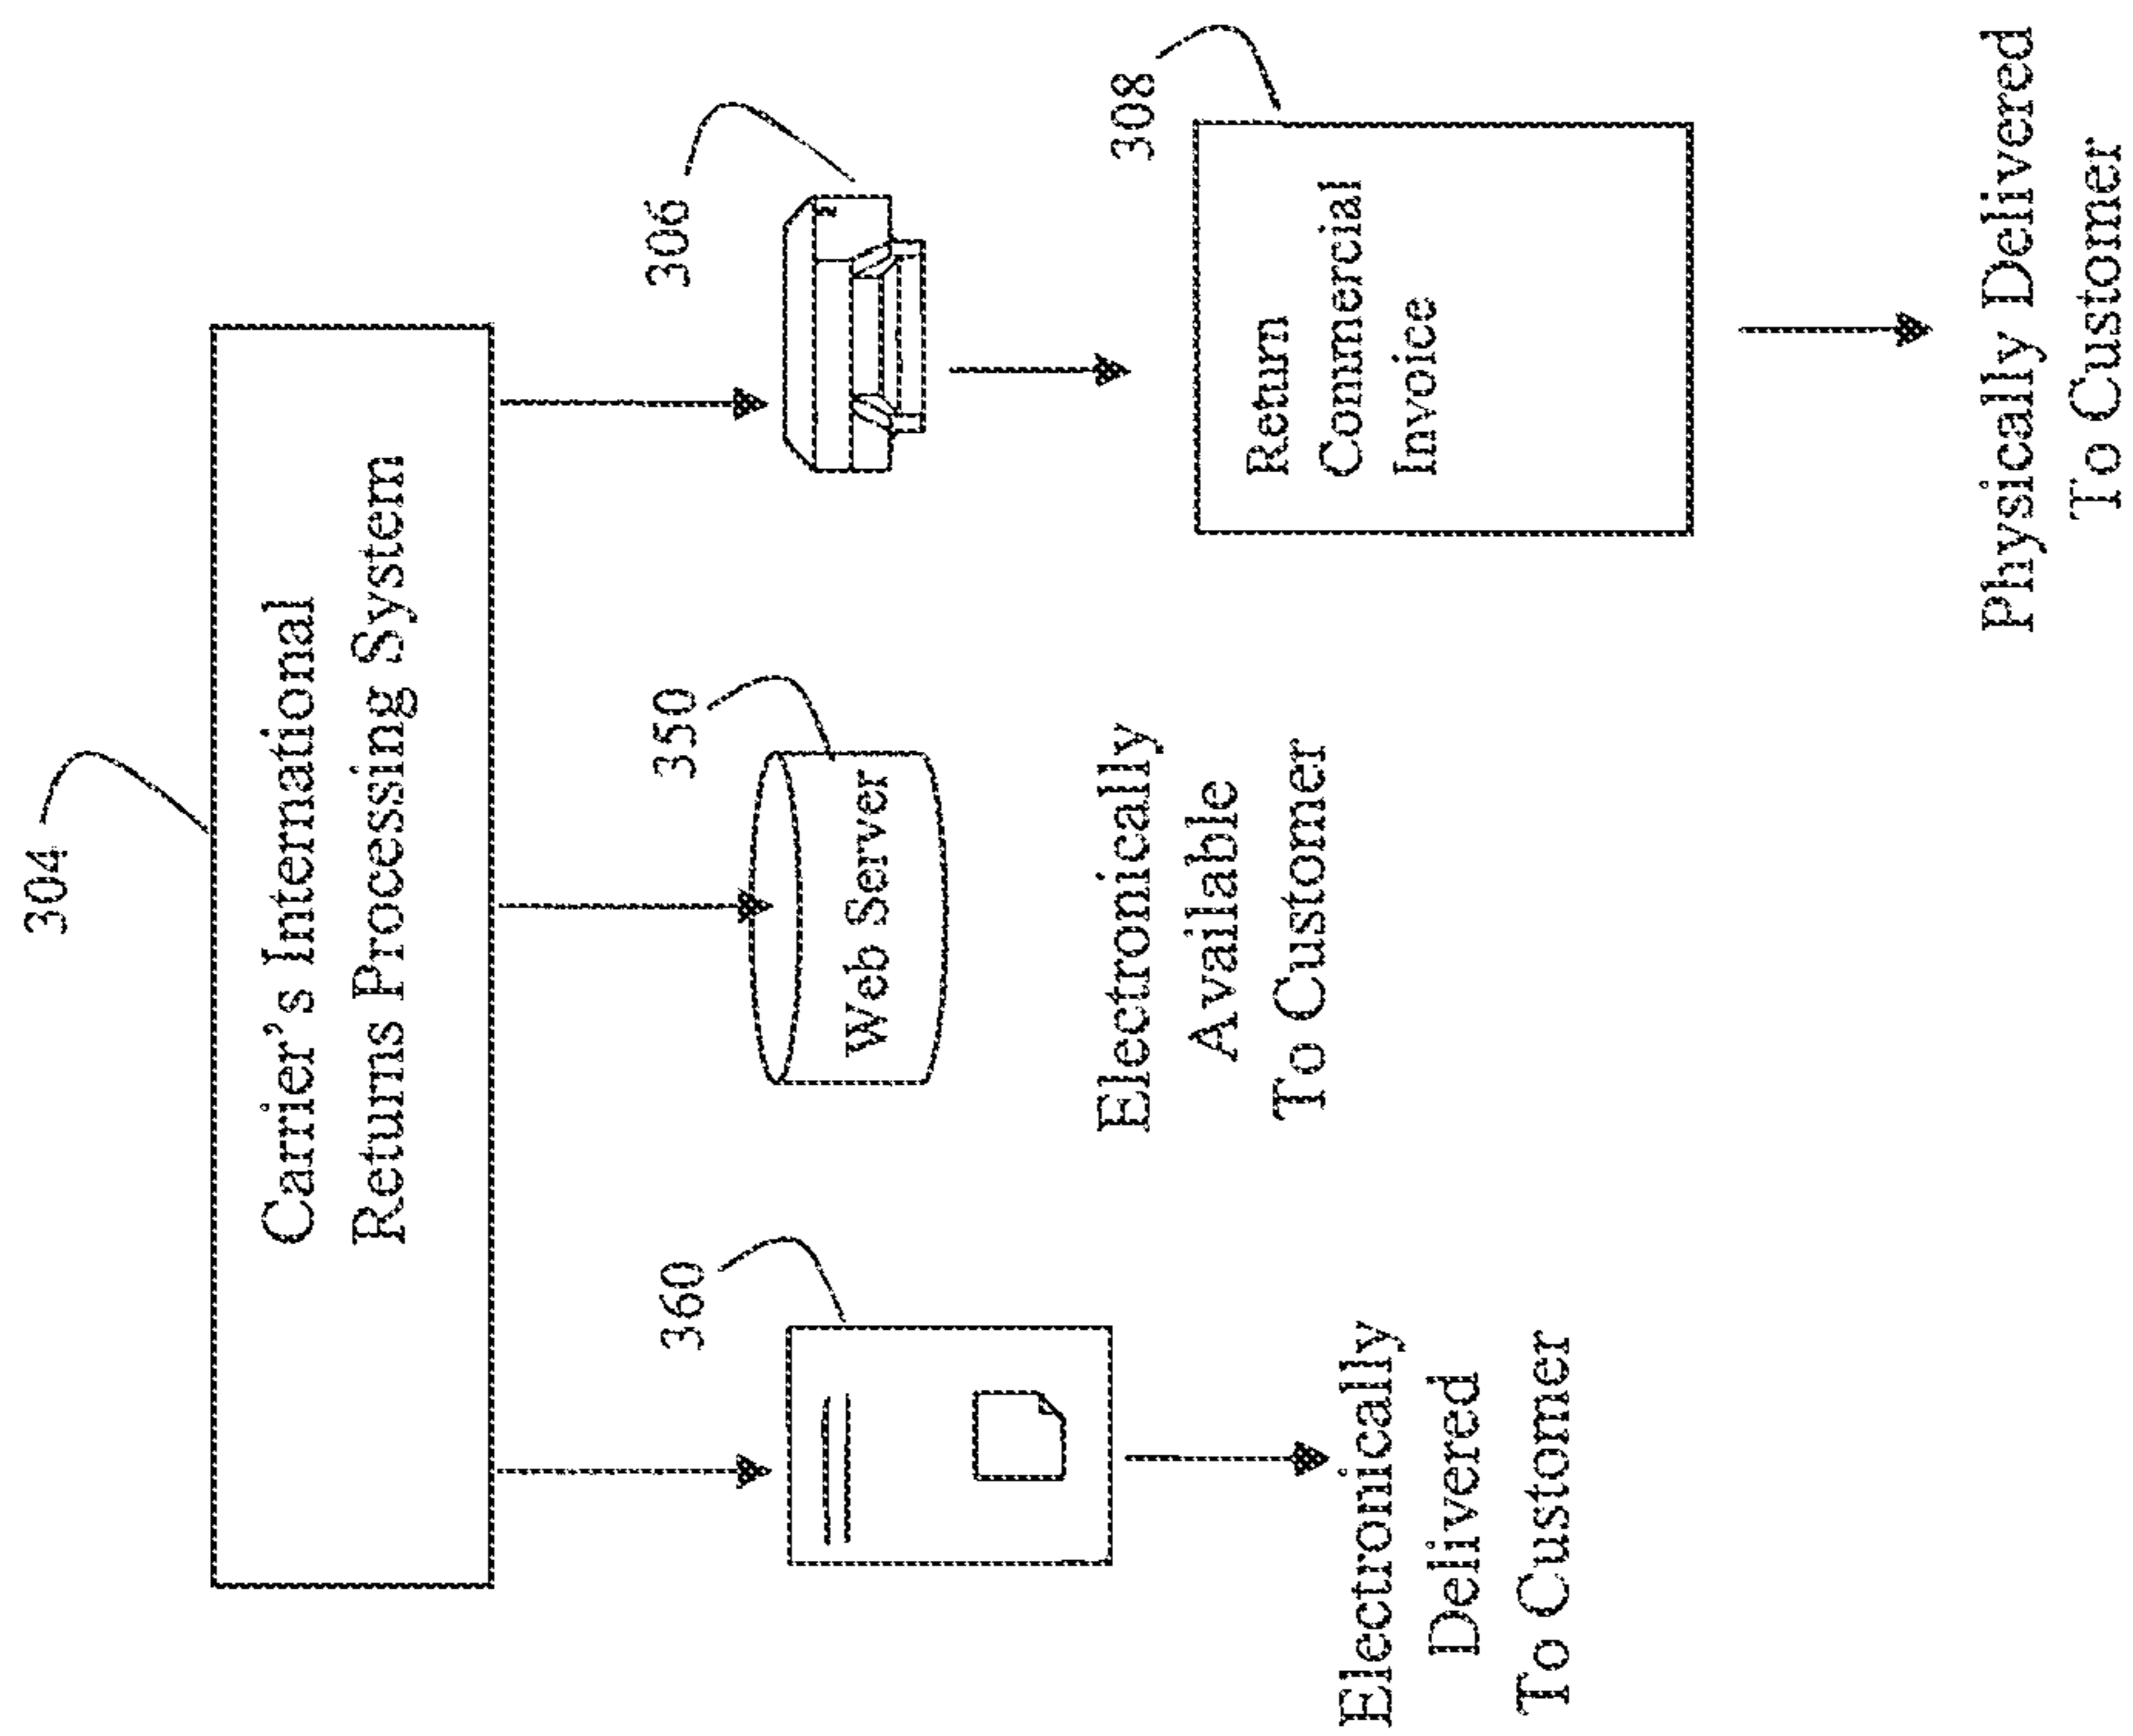 304
Carrier's International
Returns Processing System
360
350
306
Web Server
308
Return
Commercial
Invoice
Electronically
Delivered
To Customer
Electronically
Available
To Customer
Physically Delivered
To Customer